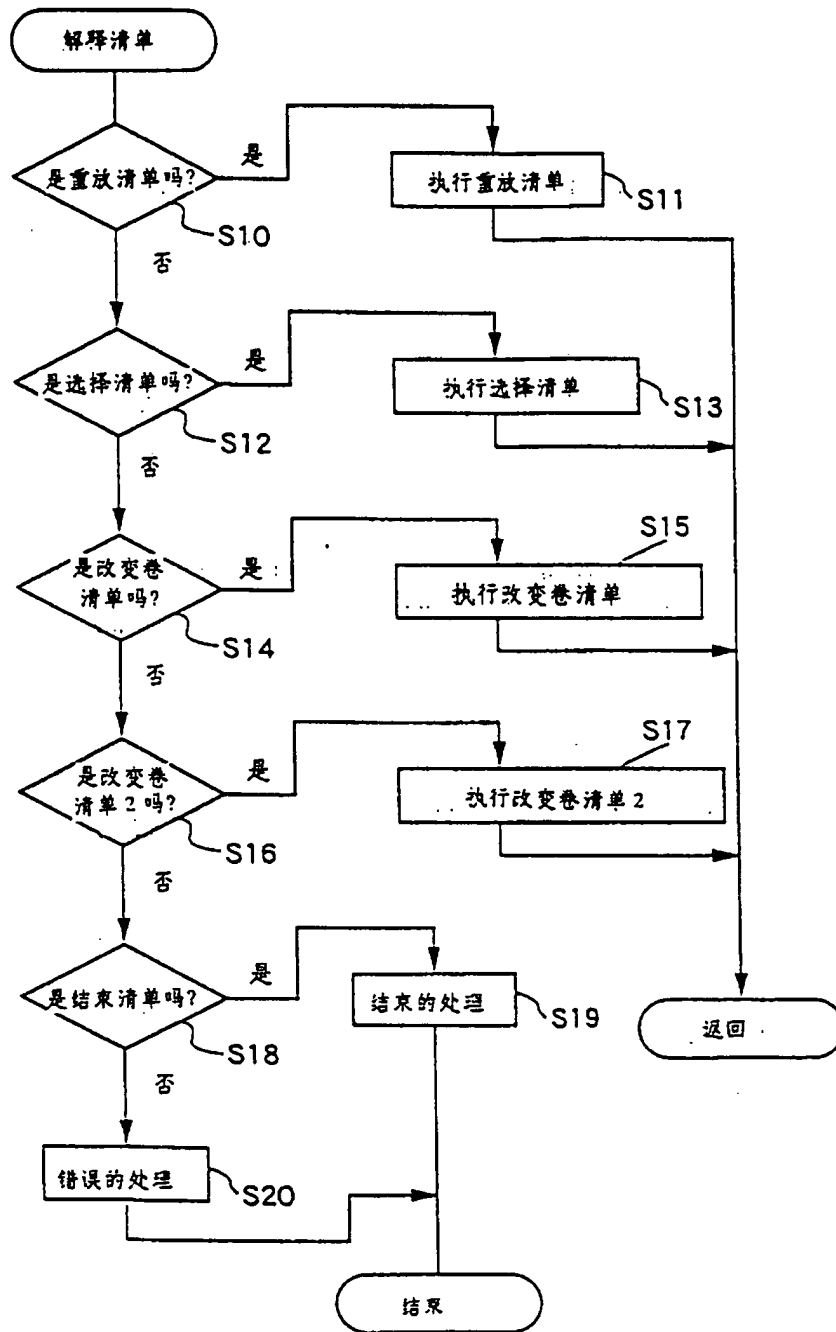 解释清单
是重放清单吗?
是
S10
否
执行重放清单
S11
是选择清单吗?
是
S12
否
执行选择清单
S13
是改变卷
清单吗?
是
S14
否
S15
执行改变卷清单
是改变卷
清单2吗?
是
S16
否
S17
执行改变卷清单2
是结束清单吗?
是
S18
否
结束的处理
S19
返回
错误的处理
S20
结束